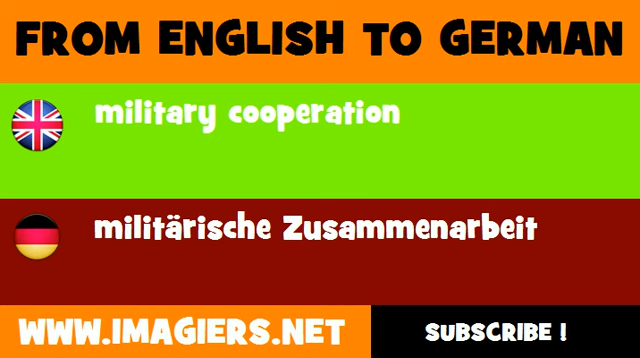 FROM ENGLISH TO GERMAN
military cooperation
militärische Zusammenarbeit
WWW.IMAGIERS.NET
SUBSCRIBE !